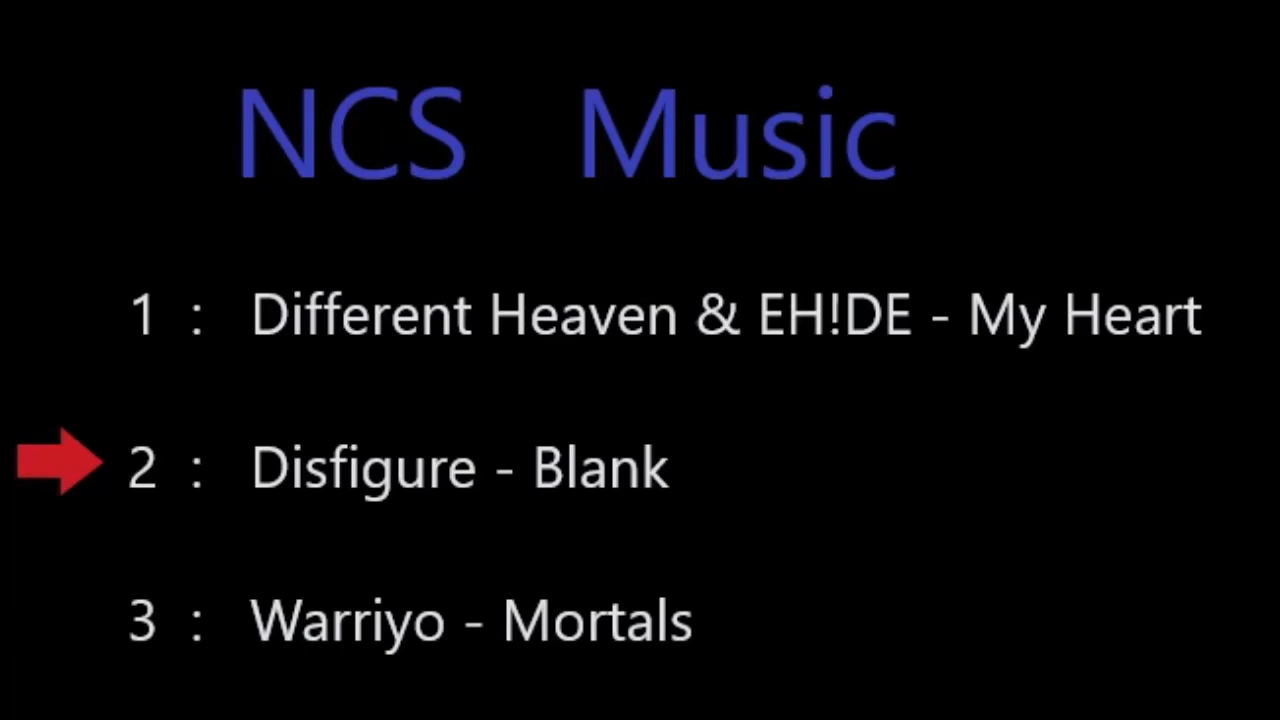 NCS Music
1 : Different Heaven & EH!DE - My Heart
2 : Disfigure - Blank
3 : Warriyo - Mortals